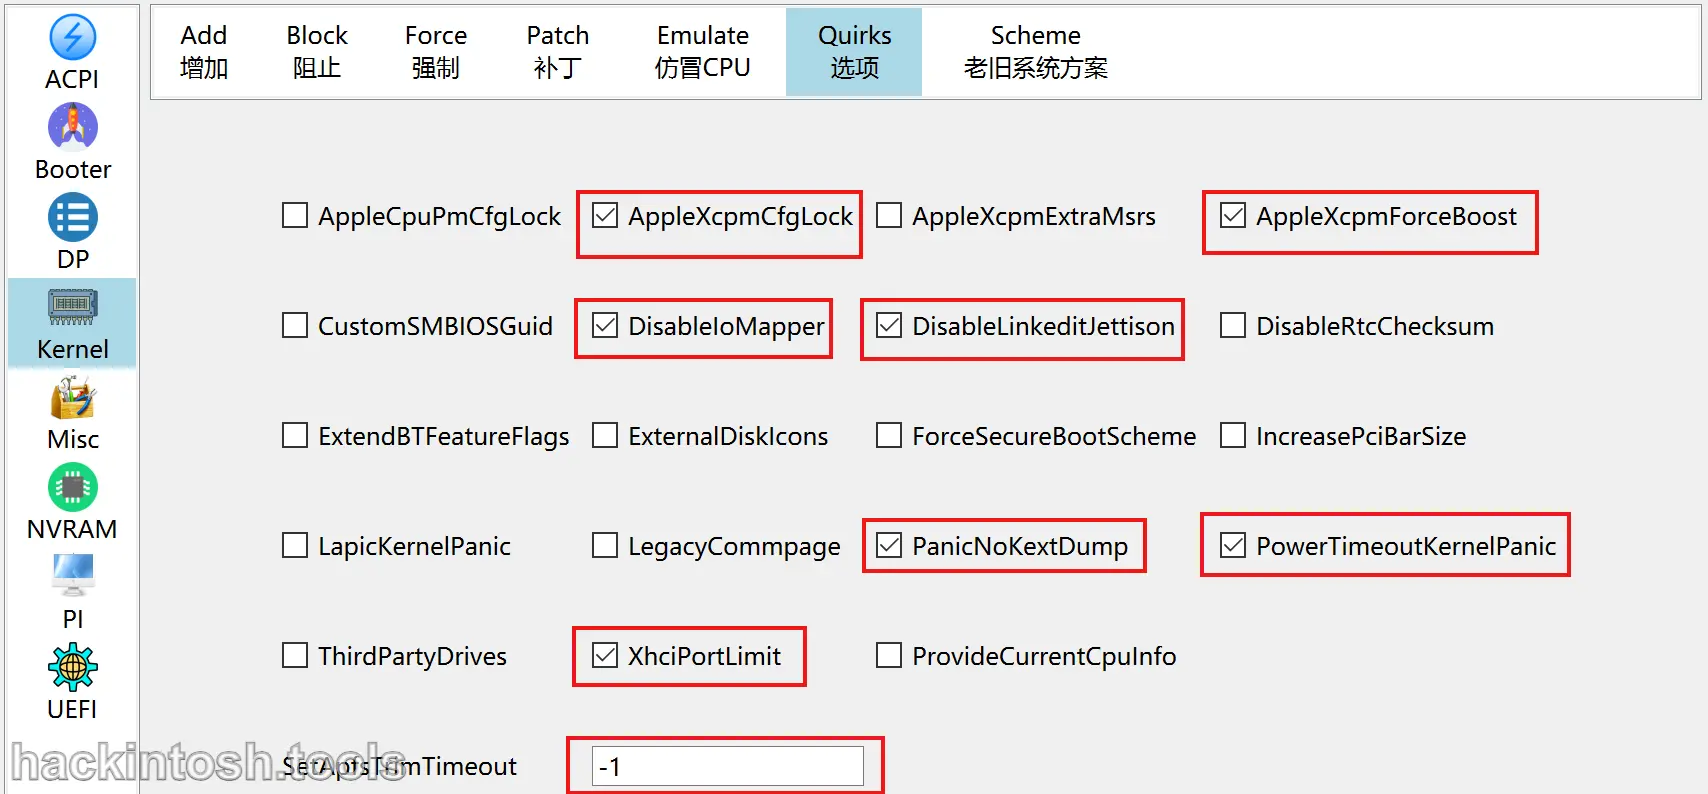 ACPI
Booter
DP
Kernel
Misc
NVRAM
PI
UEFI
Add Block Force Patch Emulate Quirks Scheme
增加 阻止 强制 补丁 仿冒CPU 选项 老旧系统方案
AppleCpuPmCfgLock AppleXcpmCfgLock AppleXcpmExtraMsrs AppleXcpmForceBoost
CustomSMBIOSGuid DisableIoMapper DisableLinkeditJettison DisableRtcChecksum
ExtendBTFeatureFlags ExternalDiskIcons ForceSecureBootScheme IncreasePciBarSize
LapicKernelPanic LegacyCommpage PanicNoKextDump PowerTimeoutKernelPanic
ThirdPartyDrives XhciPortLimit ProvideCurrentCpuInfo
SetApfsTrimTimeout -1
hackintosh.tools